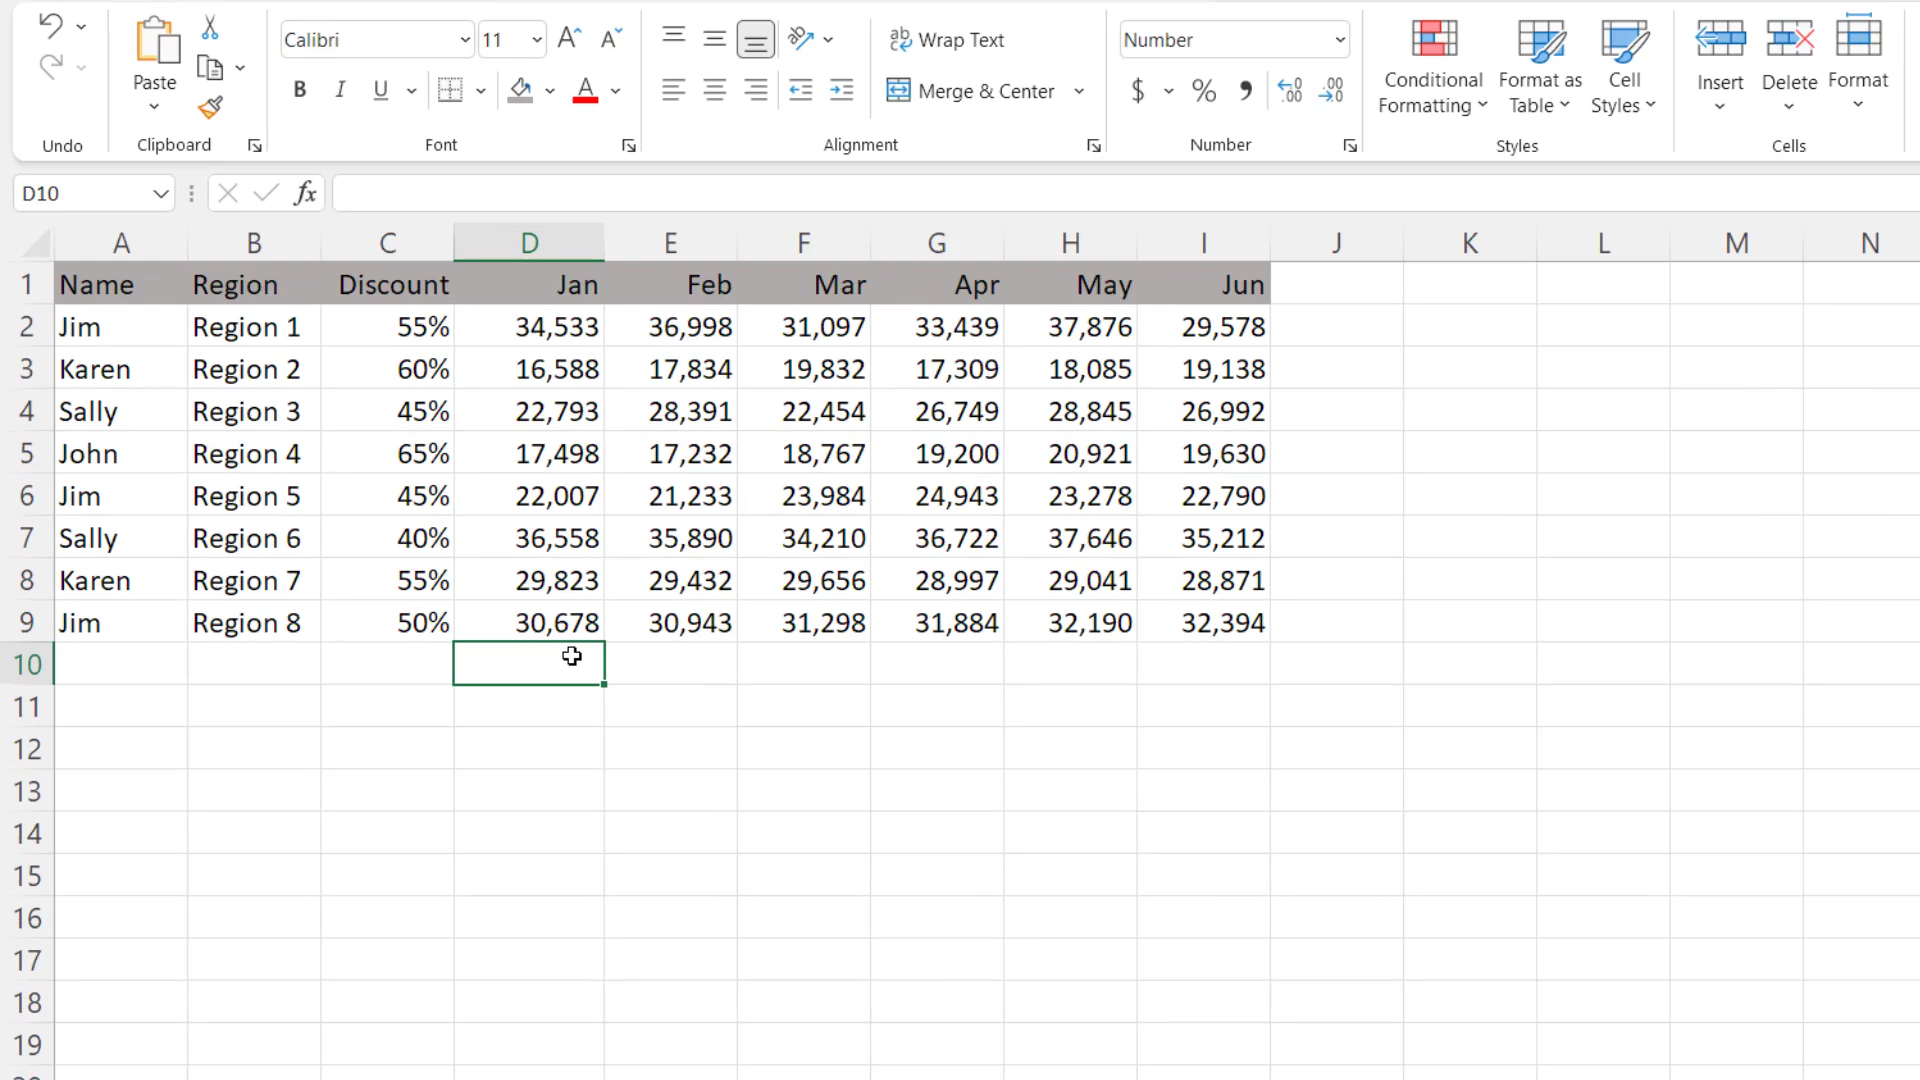 Calibri 11 Wrap Text Number
Paste Conditional Formatting Format as Table Cell Styles Insert Delete Format
B I U Merge & Center $ % , .00
Undo Clipboard Font Alignment Number Styles Cells
D10 fx
A B C D E F G H I J K L M N
1 Name Region Discount Jan Feb Mar Apr May Jun
2 Jim Region 1 55% 34,533 36,998 31,097 33,439 37,876 29,578
3 Karen Region 2 60% 16,588 17,834 19,832 17,309 18,085 19,138
4 Sally Region 3 45% 22,793 28,391 22,454 26,749 28,845 26,992
5 John Region 4 65% 17,498 17,232 18,767 19,200 20,921 19,630
6 Jim Region 5 45% 22,007 21,233 23,984 24,943 23,278 22,790
7 Sally Region 6 40% 36,558 35,890 34,210 36,722 37,646 35,212
8 Karen Region 7 55% 29,823 29,432 29,656 28,997 29,041 28,871
9 Jim Region 8 50% 30,678 30,943 31,298 31,884 32,190 32,394
10
11
12
13
14
15
16
17
18
19